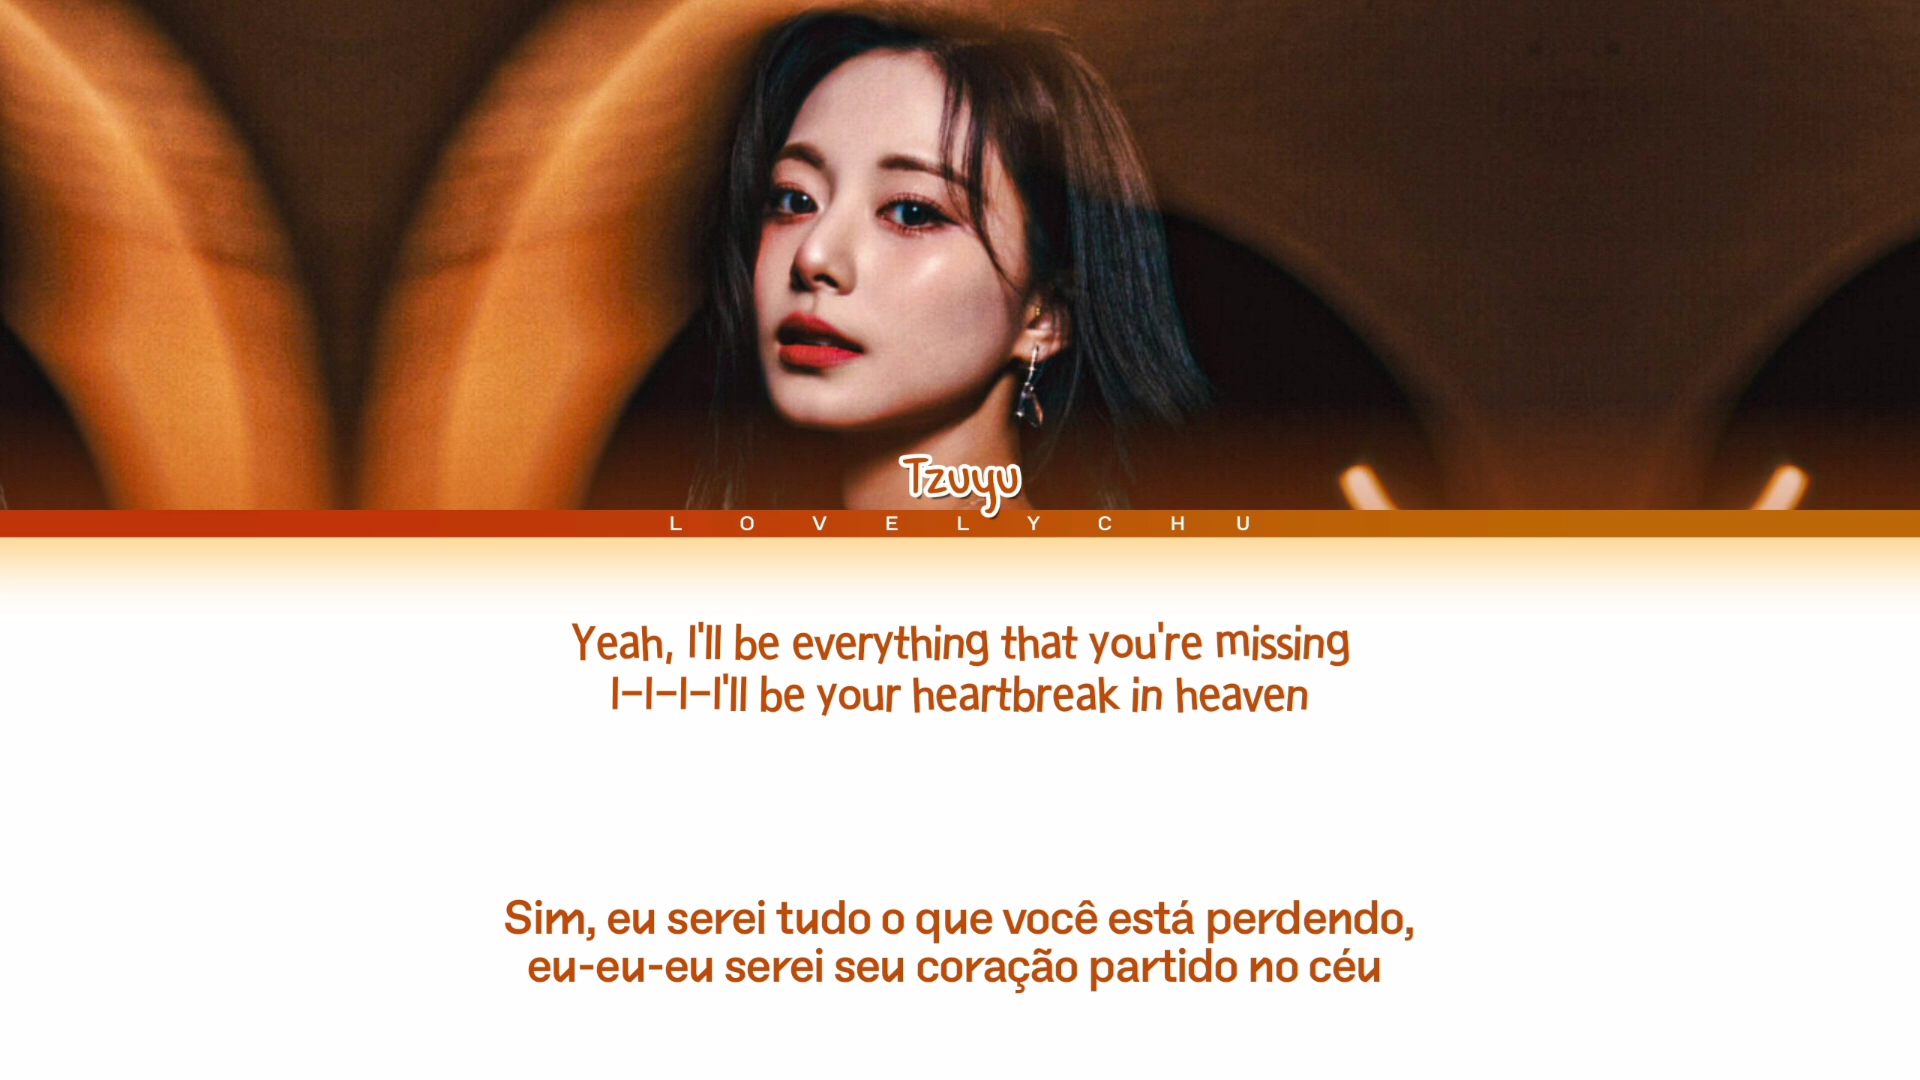 Tzuyu
LOVELYCHU
Yeah, I'll be everything that you're missing
I-I-I-I'll be your heartbreak in heaven
Sim, eu serei tudo o que você está perdendo,
eu-eu-eu serei seu coração partido no céu